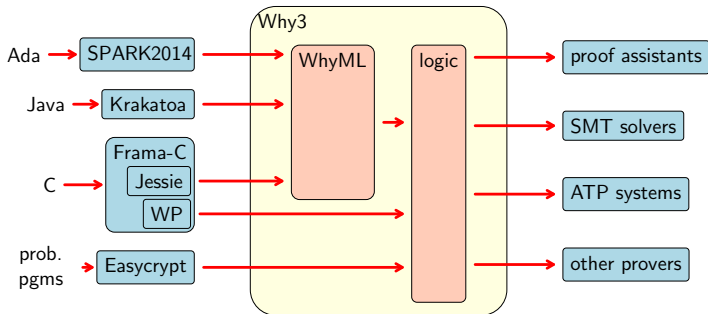 Why3
Ada
SPARK2014
WhyML
logic
proof assistants
Java
Krakatoa
SMT solvers
Frama-C
C
Jessie
WP
ATP systems
prob.
pgms
Easycrypt
other provers